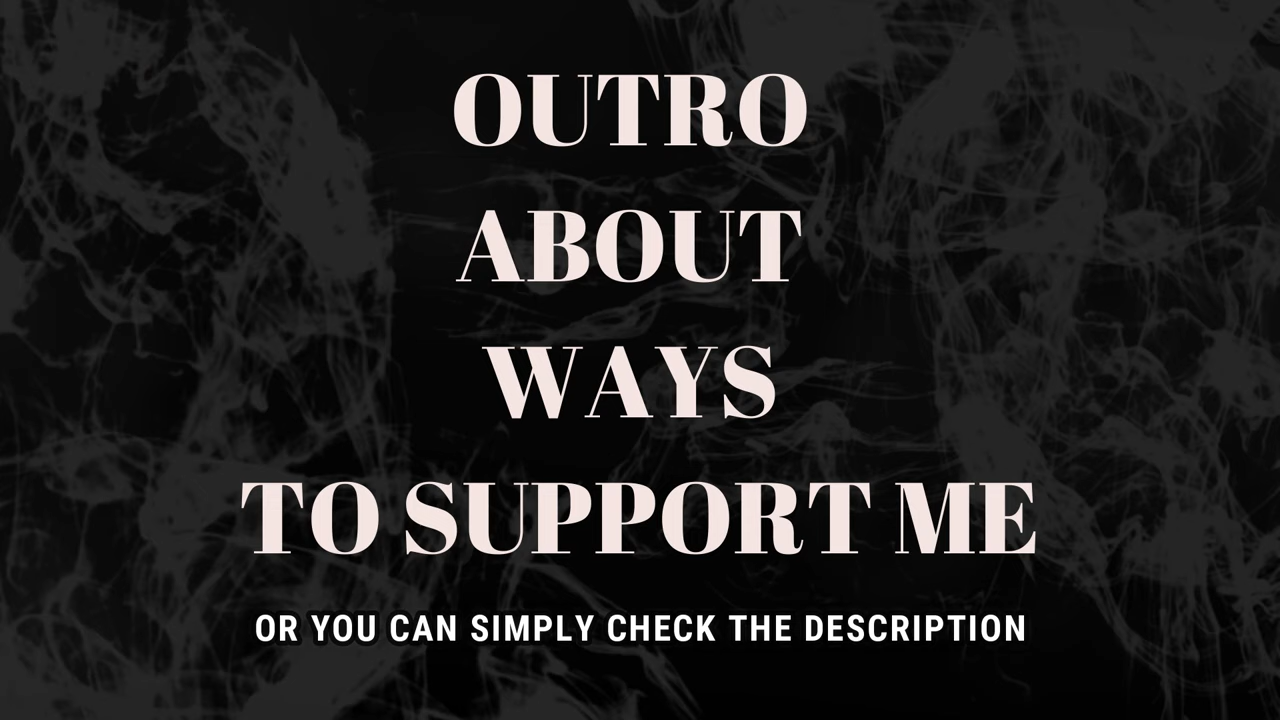 OUTRO
ABOUT
WAYS
TO SUPPORT ME
OR YOU CAN SIMPLY CHECK THE DESCRIPTION